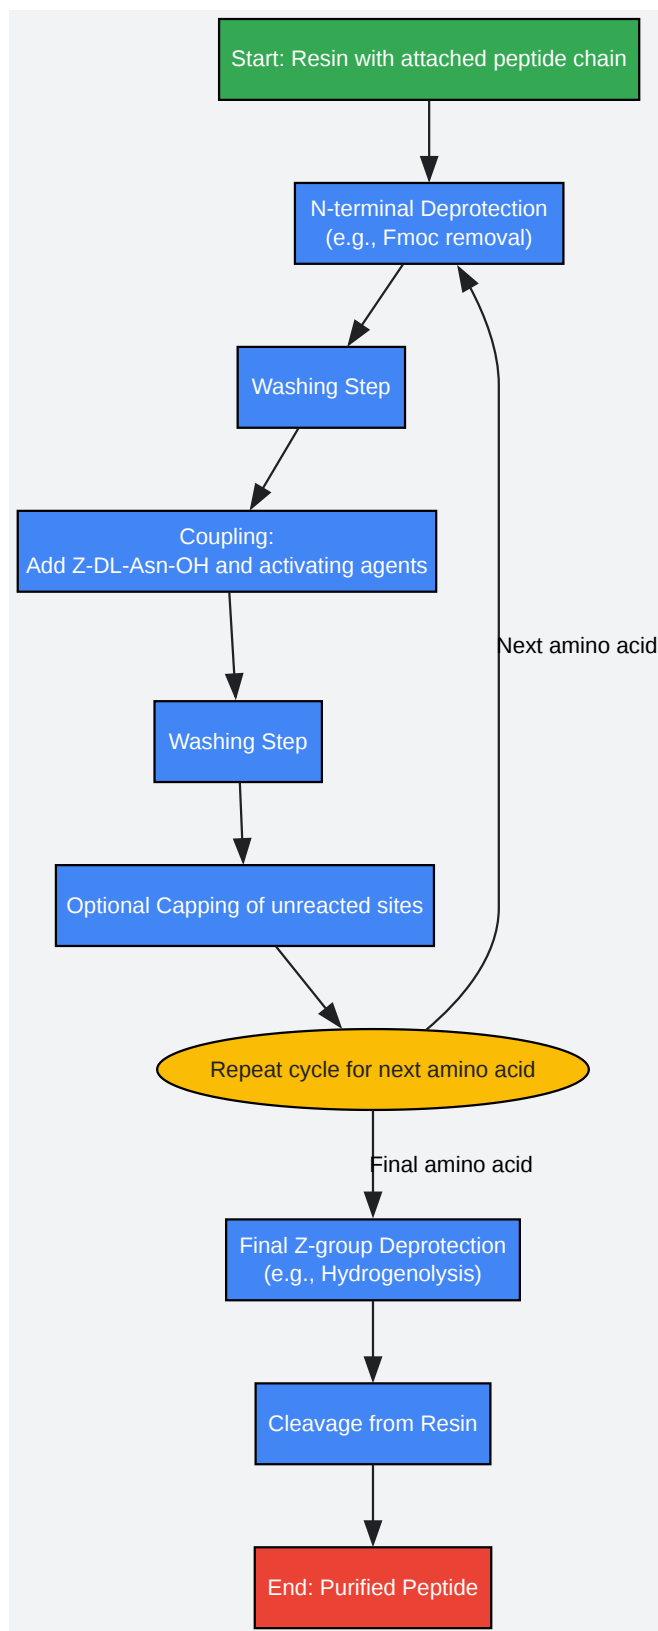 Start: Resin with attached peptide chain
N-terminal Deprotection
(e.g., Fmoc removal)
Washing Step
Coupling:
Add Z-DL-Asn-OH and activating agents
Next amino acid
Washing Step
Optional Capping of unreacted sites
Repeat cycle for next amino acid
Final amino acid
Final Z-group Deprotection
(e.g., Hydrogenolysis)
Cleavage from Resin
End: Purified Peptide